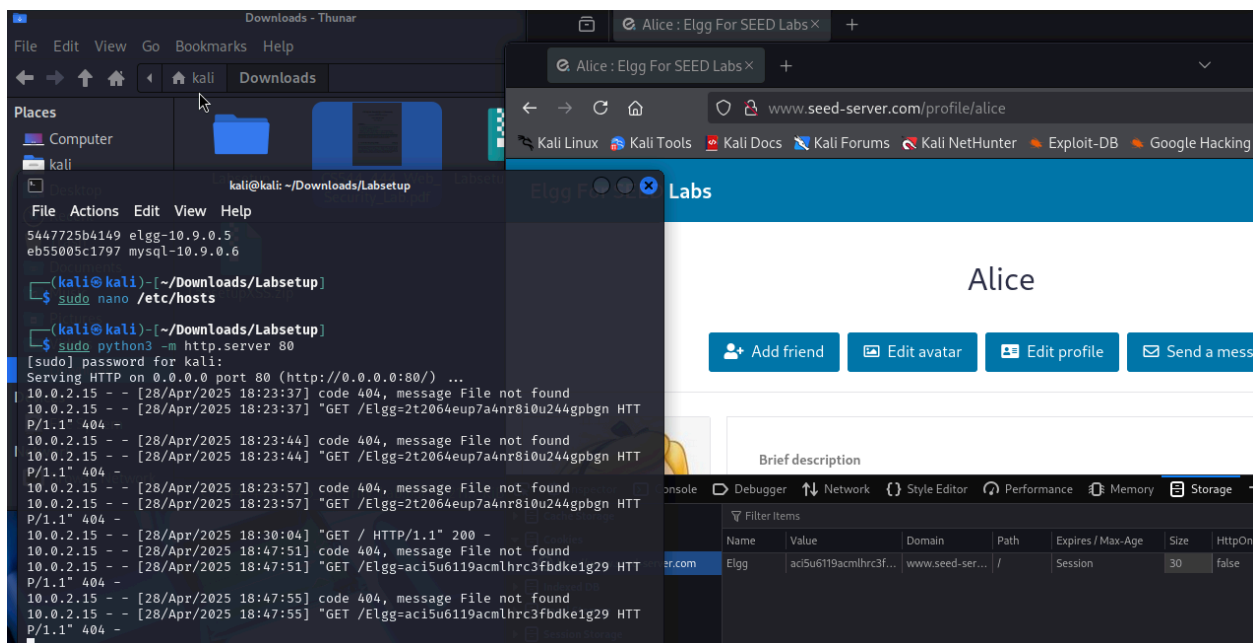 Downloads - Thunar
File Edit View Go Bookmarks Help
kali Downloads
Places
Computer
kali
kali@kali: ~/Downloads/Labsetup
File Actions Edit View Help
5447725b4149 elgg-10.9.0.5
eb55005c1797 mysql-10.9.0.6
┌──(kali㉿kali)-[~/Downloads/Labsetup]
└─$ sudo nano /etc/hosts
┌──(kali㉿kali)-[~/Downloads/Labsetup]
└─$ sudo python3 -m http.server 80
[sudo] password for kali:
Serving HTTP on 0.0.0.0 port 80 (http://0.0.0.0:80/) ...
10.0.2.15 - - [28/Apr/2025 18:23:37] code 404, message File not found
10.0.2.15 - - [28/Apr/2025 18:23:37] "GET /Elgg=2t2064eup7a4nr8i0u244gpbgn HTT
P/1.1" 404 -
10.0.2.15 - - [28/Apr/2025 18:23:44] code 404, message File not found
10.0.2.15 - - [28/Apr/2025 18:23:44] "GET /Elgg=2t2064eup7a4nr8i0u244gpbgn HTT
P/1.1" 404 -
10.0.2.15 - - [28/Apr/2025 18:23:57] code 404, message File not found
10.0.2.15 - - [28/Apr/2025 18:23:57] "GET /Elgg=2t2064eup7a4nr8i0u244gpbgn HTT
P/1.1" 404 -
10.0.2.15 - - [28/Apr/2025 18:30:04] "GET / HTTP/1.1" 200 -
10.0.2.15 - - [28/Apr/2025 18:47:51] code 404, message File not found
10.0.2.15 - - [28/Apr/2025 18:47:51] "GET /Elgg=aci5u6119acmlhrc3fbdke1g29 HTT
P/1.1" 404 -
10.0.2.15 - - [28/Apr/2025 18:47:55] code 404, message File not found
10.0.2.15 - - [28/Apr/2025 18:47:55] "GET /Elgg=aci5u6119acmlhrc3fbdke1g29 HTT
P/1.1" 404 -
Alice : Elgg For SEED Labs
Alice : Elgg For SEED Labs
www.seed-server.com/profile/alice
Kali Linux Kali Tools Kali Docs Kali Forums Kali NetHunter Exploit-DB Google Hacking
Elgg For SEED Labs
Alice
Add friend Edit avatar Edit profile Send a mess
Brief description
onsole Debugger Network Style Editor Performance Memory Storage
Filter Items
Name Value Domain Path Expires / Max-Age Size HttpOn
er.com Elgg aci5u6119acmlhrc3f... www.seed-ser... / Session 30 false